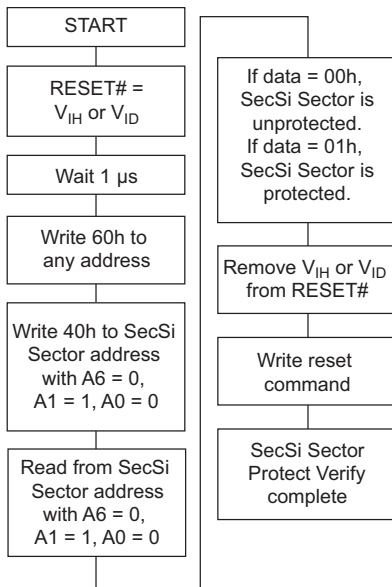 START
RESET# =
VIH or VID
Wait 1 μs
Write 60h to
any address
Write 40h to SecSi
Sector address
with A6 = 0,
A1 = 1, A0 = 0
Read from SecSi
Sector address
with A6 = 0,
A1 = 1, A0 = 0
If data = 00h,
SecSi Sector is
unprotected.
If data = 01h,
SecSi Sector is
protected.
Remove VIH or VID
from RESET#
Write reset
command
SecSi Sector
Protect Verify
complete